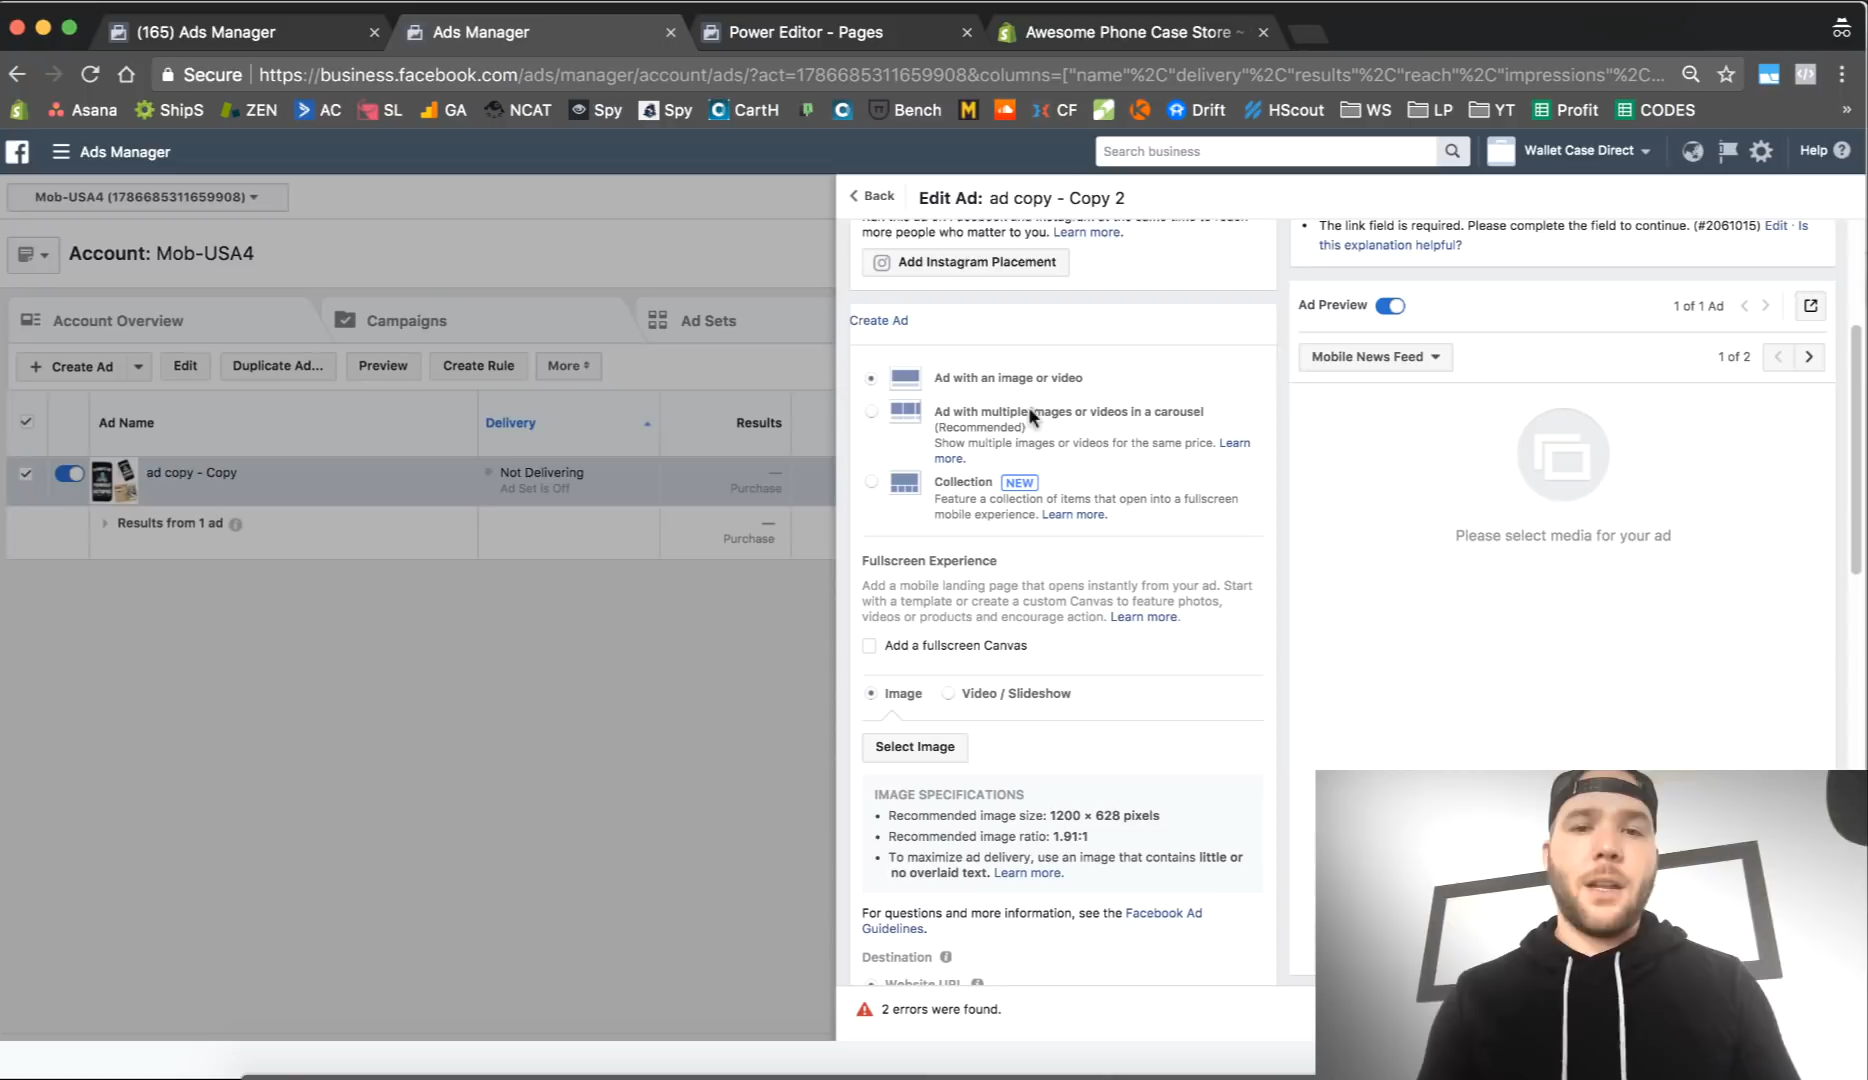 (165) Ads Manager
Ads Manager
Power Editor - Pages
Awesome Phone Case Store ~
Secure
https://business.facebook.com/ads/manager/account/ads/?act=1786685311659908&columns=["name"%2C"delivery"%2C"results"%2C"reach"%2C"impressions"%2C...
Asana
ShipS
ZEN
AC
SL
GA
NCAT
Spy
Spy
CartH
Bench
CF
Drift
HScout
WS
LP
YT
Profit
CODES
»
Ads Manager
Search business
Wallet Case Direct
Help
Mob-USA4 (1786685311659908)
Account: Mob-USA4
Account Overview
Campaigns
Ad Sets
+ Create Ad
Edit
Duplicate Ad...
Preview
Create Rule
More
Ad Name
Delivery
Results
ad copy - Copy
Not Delivering
Ad Set is Off
—
Purchase
Results from 1 ad
—
Purchase
Back
Edit Ad: ad copy - Copy 2
more people who matter to you. Learn more.
Add Instagram Placement
Create Ad
Ad with an image or video
Ad with multiple images or videos in a carousel
(Recommended)
Show multiple images or videos for the same price. Learn
more.
Collection NEW
Feature a collection of items that open into a fullscreen
mobile experience. Learn more.
Fullscreen Experience
Add a mobile landing page that opens instantly from your ad. Start
with a template or create a custom Canvas to feature photos,
videos or products and encourage action. Learn more.
Add a fullscreen Canvas
Image
Video / Slideshow
Select Image
IMAGE SPECIFICATIONS
• Recommended image size: 1200 × 628 pixels
• Recommended image ratio: 1.91:1
• To maximize ad delivery, use an image that contains little or
no overlaid text. Learn more.
For questions and more information, see the Facebook Ad
Guidelines.
Destination
Website URL
2 errors were found.
• The link field is required. Please complete the field to continue. (#2061015) Edit · Is
this explanation helpful?
Ad Preview
1 of 1 Ad
Mobile News Feed
1 of 2
Please select media for your ad